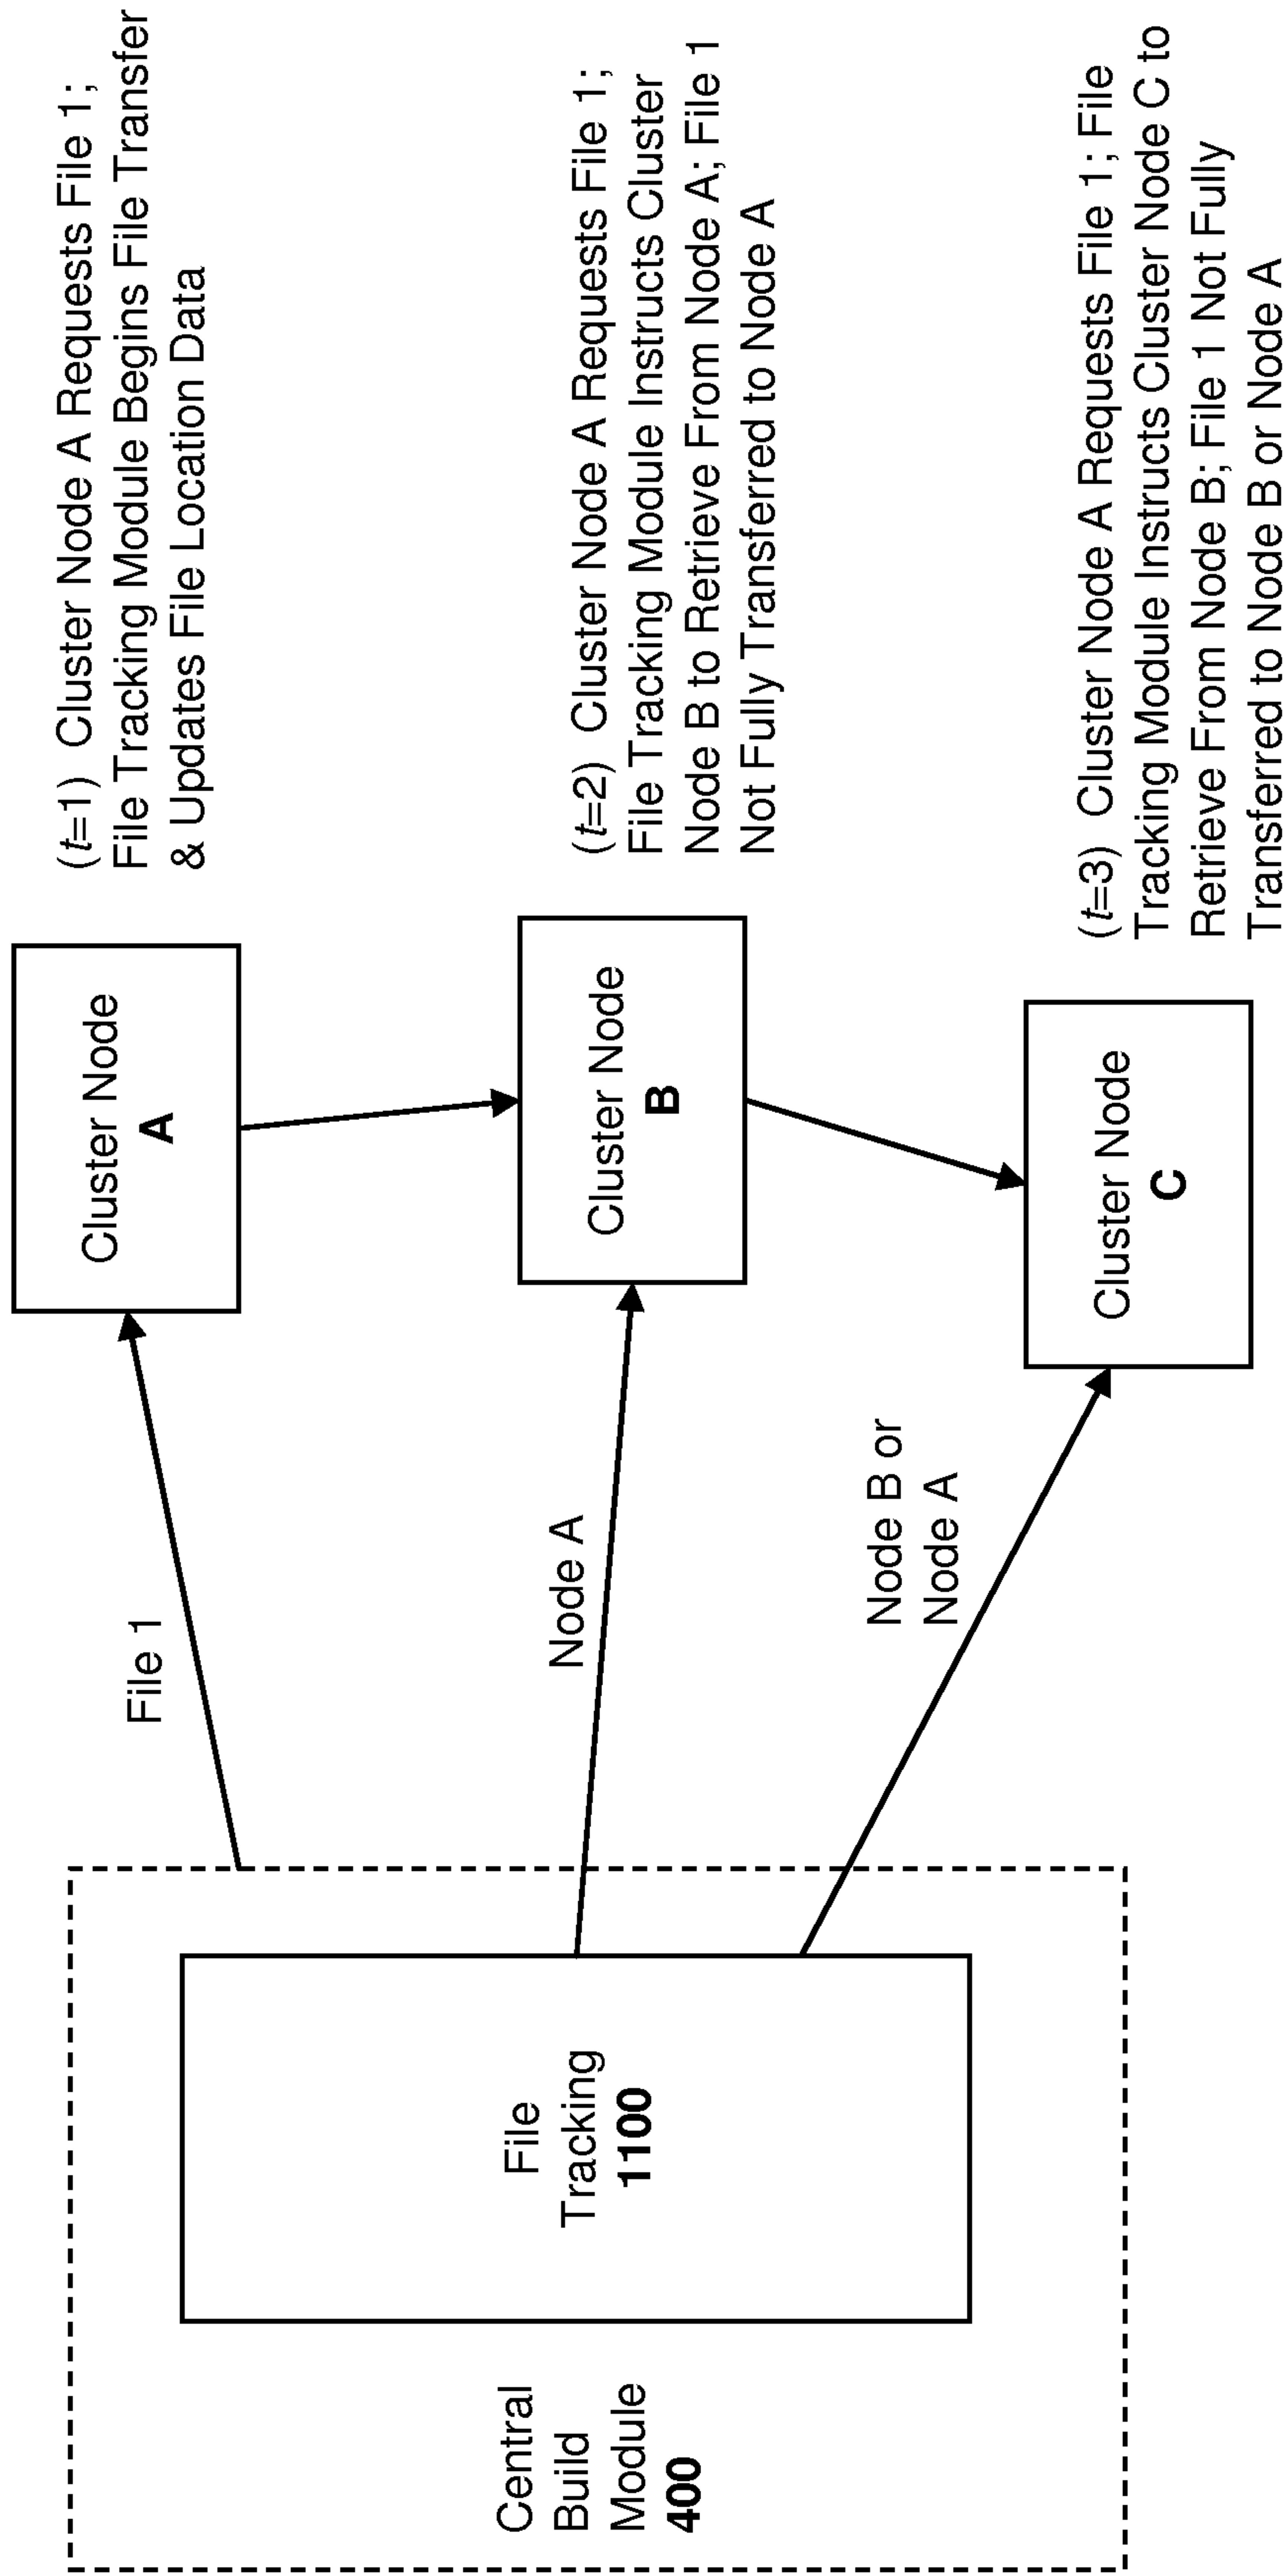 Central
Build
Module
400
File
Tracking
1100
File 1
Node A
Node B or
Node A
Cluster Node
A
Cluster Node
B
Cluster Node
C
(t=1) Cluster Node A Requests File 1;
File Tracking Module Begins File Transfer
& Updates File Location Data
(t=2) Cluster Node A Requests File 1;
File Tracking Module Instructs Cluster
Node B to Retrieve From Node A; File 1
Not Fully Transferred to Node A
(t=3) Cluster Node A Requests File 1; File
Tracking Module Instructs Cluster Node C to
Retrieve From Node B; File 1 Not Fully
Transferred to Node B or Node A